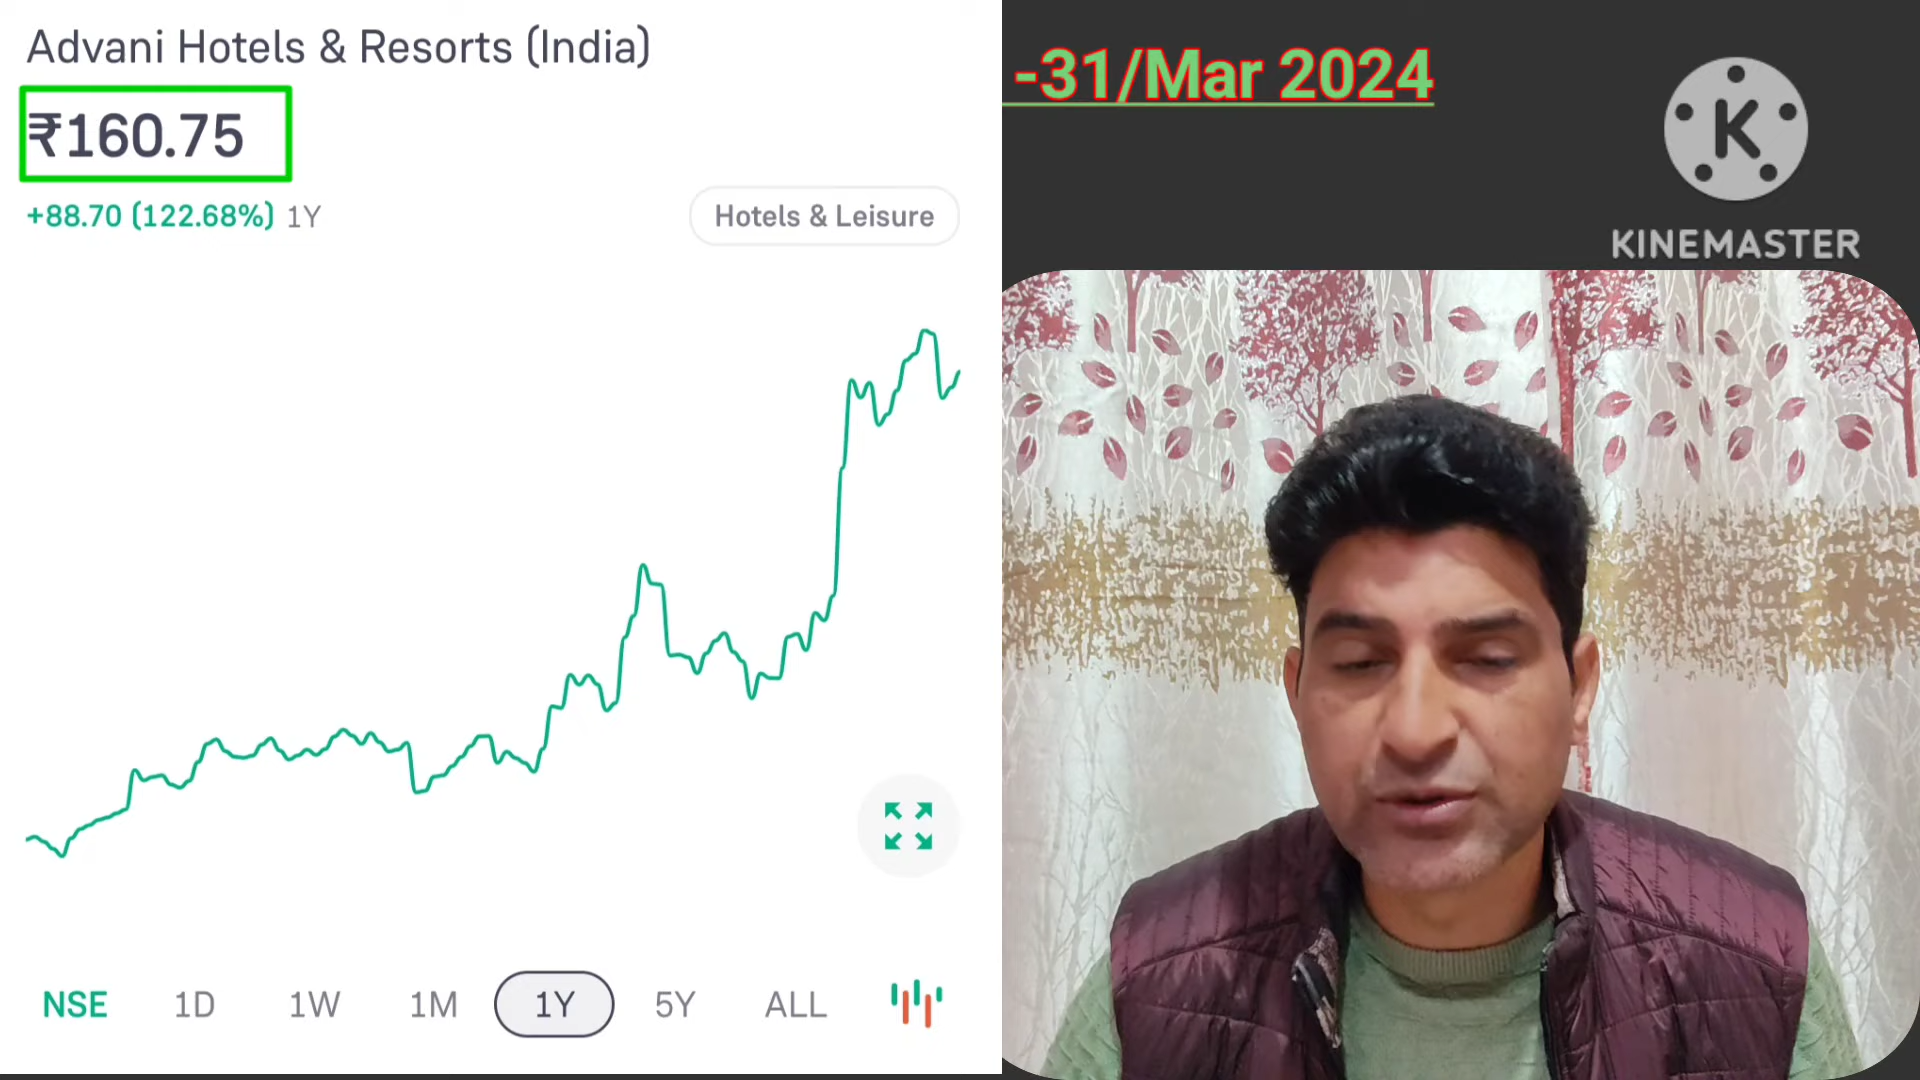 Advani Hotels & Resorts (India)
₹160.75
+88.70 (122.68%) 1Y
Hotels & Leisure
NSE 1D 1W 1M 1Y 5Y ALL
-31/Mar 2024
K
KINEMASTER